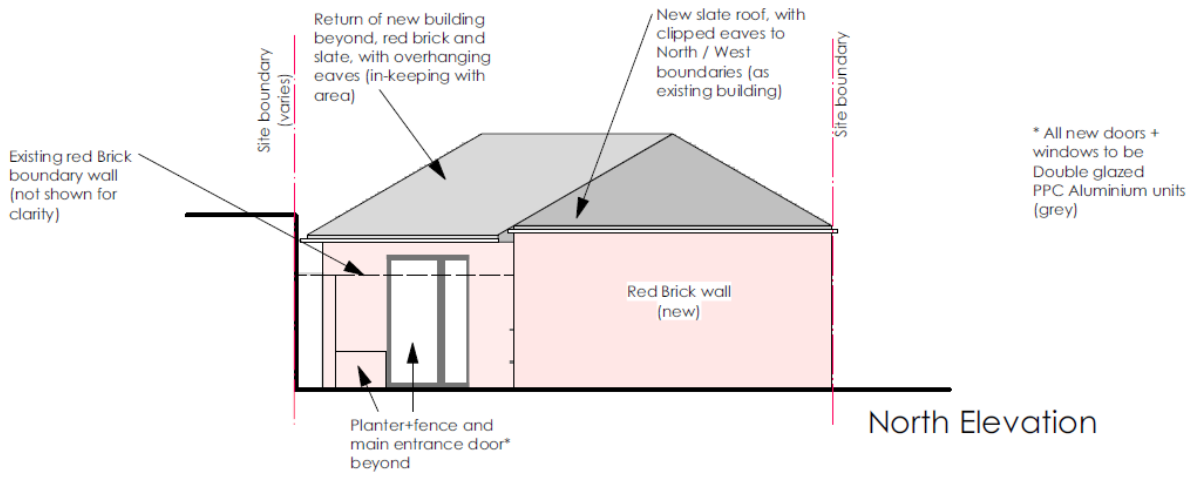 Site boundary
(varies)
Return of new building
beyond, red brick and
slate, with overhanging
eaves (in-keeping with
area)
New slate roof, with
clipped eaves to
North / West
boundaries (as
existing building)
Site boundary
* All new doors +
windows to be
Double glazed
PPC Aluminium units
(grey)
Existing red Brick
boundary wall
(not shown for
clarity)
Red Brick wall
(new)
Planter+fence and
main entrance door*
beyond
North Elevation